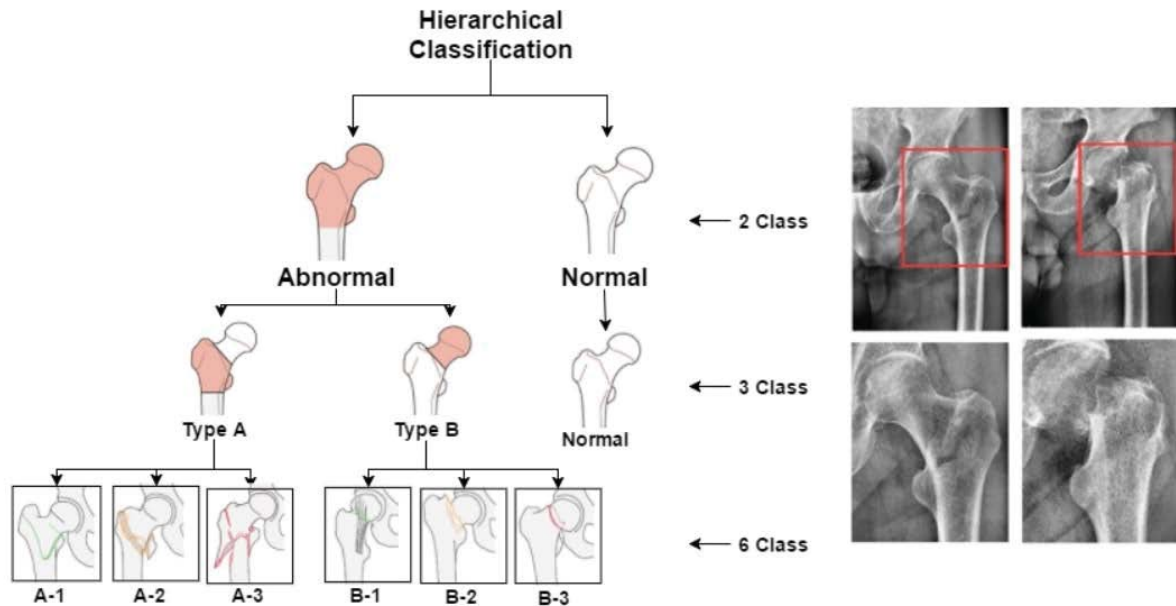 Hierarchical
Classification
2 Class
Abnormal
Normal
3 Class
Type A
Type B
Normal
6 Class
A-1
A-2
A-3
B-1
B-2
B-3